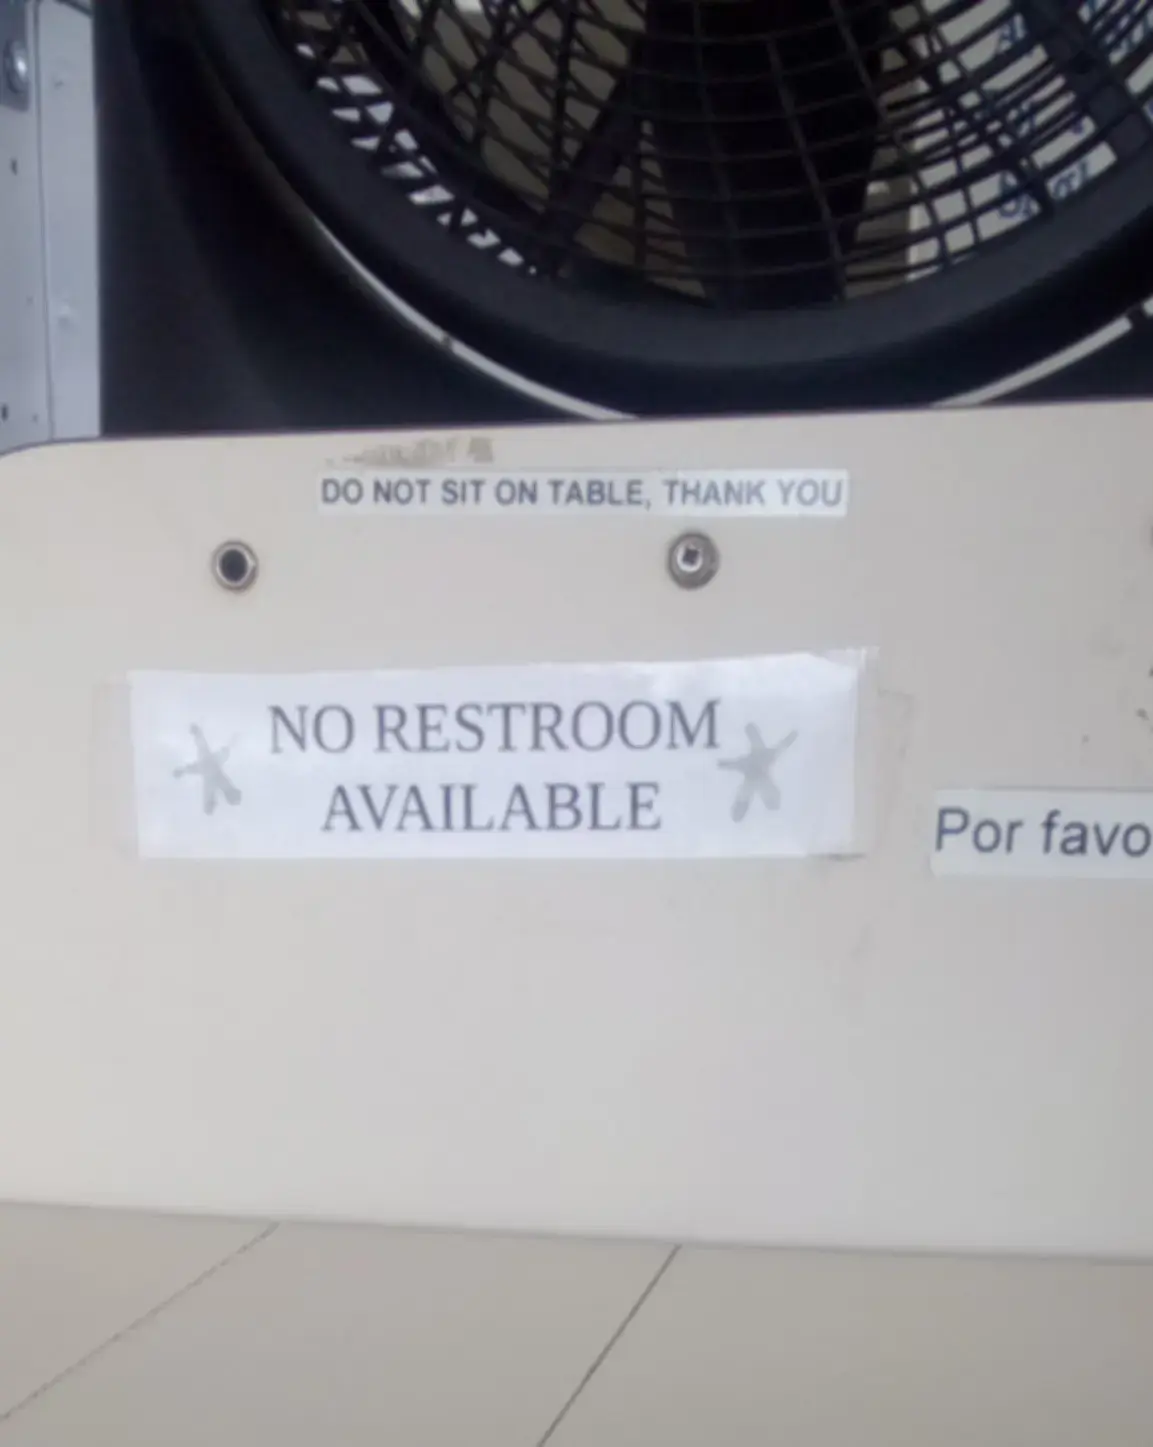 DO NOT SIT ON TABLE, THANK YOU
NO RESTROOM
AVAILABLE
Por favo